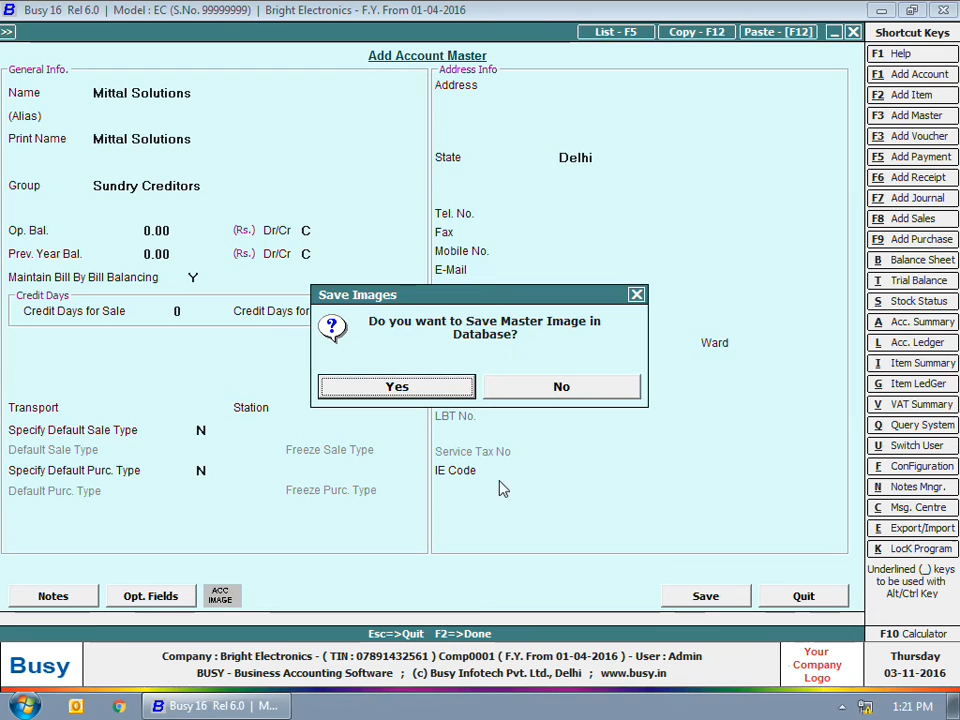 Busy 16 Rel 6.0 | Model : EC (S.No. 99999999) | Bright Electronics - F.Y. From 01-04-2016
>> List - F5 Copy - F12 Paste - [F12] Shortcut Keys
Add Account Master
General Info.
Name Mittal Solutions
(Alias)
Print Name Mittal Solutions
Group Sundry Creditors
Op. Bal. 0.00 (Rs.) Dr/Cr C
Prev. Year Bal. 0.00 (Rs.) Dr/Cr C
Maintain Bill By Bill Balancing Y
Credit Days
Credit Days for Sale 0 Credit Days for
Transport Station
Specify Default Sale Type N
Default Sale Type Freeze Sale Type
Specify Default Purc. Type N
Default Purc. Type Freeze Purc. Type
Address Info
Address
State Delhi
Tel. No.
Fax
Mobile No.
E-Mail
Ward
LBT No.
Service Tax No
IE Code
Save Images
Do you want to Save Master Image in
Database?
Yes No
Notes Opt. Fields ACC IMAGE Save Quit
F1 Help
F1 Add Account
F2 Add Item
F3 Add Master
F3 Add Voucher
F5 Add Payment
F6 Add Receipt
F7 Add Journal
F8 Add Sales
F9 Add Purchase
B Balance Sheet
T Trial Balance
S Stock Status
A Acc. Summary
L Acc. Ledger
I Item Summary
G Item LedGer
V VAT Summary
Q Query System
U Switch User
F Configuration
N Notes Mngr.
C Msg. Centre
E Export/Import
K LocK Program
Underlined (_) keys
to be used with
Alt/Ctrl Key
Esc=>Quit F2=>Done
F10 Calculator
Busy
Company : Bright Electronics - ( TIN : 07891432561 ) Comp0001 ( F.Y. From 01-04-2016 ) - User : Admin
BUSY - Business Accounting Software ; (c) Busy Infotech Pvt. Ltd., Delhi ; www.busy.in
Your
Company
Logo
Thursday
03-11-2016
Busy 16 Rel 6.0 | M...
1:21 PM